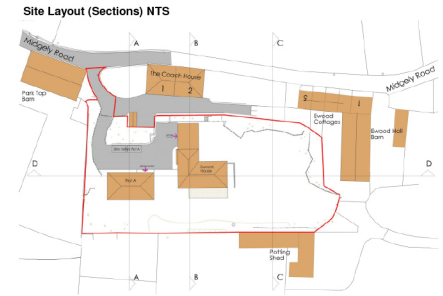 Site Layout (Sections) NTS
A
B
C
Midgely Road
The Coach House
1
2
Midgely Road
Park Top
Barn
5
1
Ewood
Cottages
Ewood Hall
Barn
D
D
Plot A
House
Potting
Shed
A
B
C